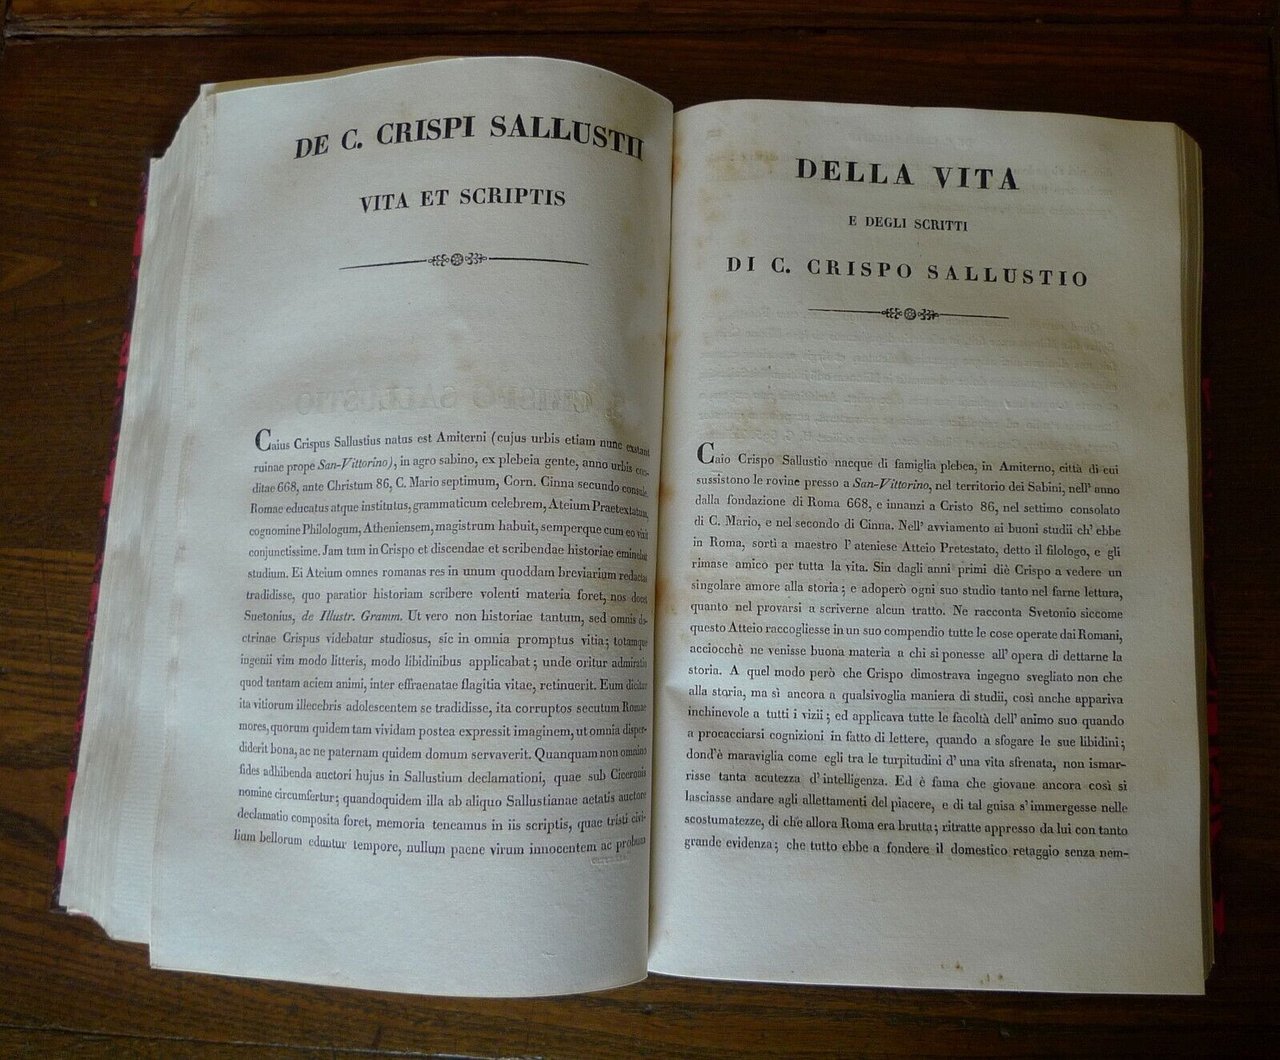 DE C. CRISPI SALLUSTII
VITA ET SCRIPTIS
Caius Crispus Sallustius natus est Amiterni (cujus urbis etiam nunc exstant
ruinae prope San-Vittorino), in agro sabino, ex plebeia gente, anno urbis con-
ditae 668, ante Christum 86, C. Mario septimum, Corn. Cinna secundo consule.
Romae educatus atque institutus, grammaticum celebrem, Ateium Praetextatum,
cognomine Philologum, Atheniensem, magistrum habuit, semperque cum eo vixit
conjunctissime. Jam tum in Crispo et discendae et scribendae historiae eminebat
studium. Ei Ateium omnes romanas res in unum quoddam breviarium redactas
tradidisse, quo paratior historiam scribere volenti materia foret, nos docet
Suetonius, de Illustr. Gramm. Ut vero non historiae tantum, sed omnis do-
ctrinae Crispus videbatur studiosus, sic in omnia promptus vitia; totamque
ingenii vim modo litteris, modo libidinibus applicabat; unde oritur admiratio
quod tantam aciem animi, inter effraenatae flagitia vitae, retinuerit. Eum dicitur
ita vitiorum illecebris adolescentem se tradidisse, ita corruptos secutum Romae
mores, quorum quidem tam vividam postea expressit imaginem, ut omnia disper-
diderit bona, ac ne paternam quidem domum servaverit. Quanquam non omnino
fides adhibenda auctori hujus in Sallustium declamationi, quae sub Ciceronis
nomine circumfertur; quandoquidem illa ab aliquo Sallustianae aetatis auctore
declamatio composita foret, memoria teneamus in iis scriptis, quae tristi civi-
lium bellorum eduntur tempore, nullum paene virum innocentem ac probum
DELLA VITA
E DEGLI SCRITTI
DI C. CRISPO SALLUSTIO
Caio Crispo Sallustio nacque di famiglia plebea, in Amiterno, città di cui
sussistono le rovine presso a San-Vittorino, nel territorio dei Sabini, nell' anno
dalla fondazione di Roma 668, e innanzi a Cristo 86, nel settimo consolato
di C. Mario, e nel secondo di Cinna. Nell' avviamento ai buoni studii ch' ebbe
in Roma, sortì a maestro l' ateniese Atteio Pretestato, detto il filologo, e gli
rimase amico per tutta la vita. Sin dagli anni primi diè Crispo a vedere un
singolare amore alla storia; e adoperò ogni suo studio tanto nel farne lettura,
quanto nel provarsi a scriverne alcun tratto. Ne racconta Svetonio siccome
questo Atteio raccogliesse in un suo compendio tutte le cose operate dai Romani,
acciocchè ne venisse buona materia a chi si ponesse all' opera di dettarne la
storia. A quel modo però che Crispo dimostrava ingegno svegliato non che
alla storia, ma sì ancora a qualsivoglia maniera di studii, così anche appariva
inchinevole a tutti i vizii; ed applicava tutte le facoltà dell' animo suo quando
a procacciarsi cognizioni in fatto di lettere, quando a sfogare le sue libidini;
dond'è maraviglia come egli tra le turpitudini d' una vita sfrenata, non ismar-
risse tanta acutezza d' intelligenza. Ed è fama che giovane ancora così si
lasciasse andare agli allettamenti del piacere, e di tal guisa s' immergesse nelle
scostumatezze, di che allora Roma era brutta; ritratte appresso da lui con tanto
grande evidenza; che tutto ebbe a fondere il domestico retaggio senza nem-